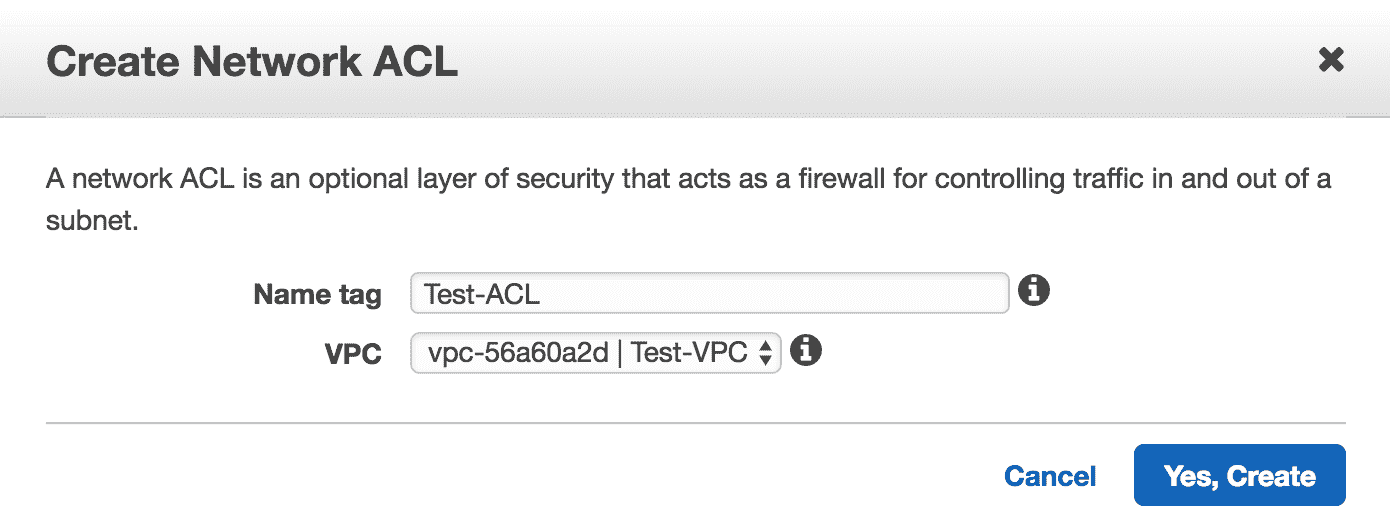 Create Network ACL
A network ACL is an optional layer of security that acts as a firewall for controlling traffic in and out of a
subnet.
Name tag Test-ACL
VPC vpc-56a60a2d | Test-VPC
Cancel Yes, Create